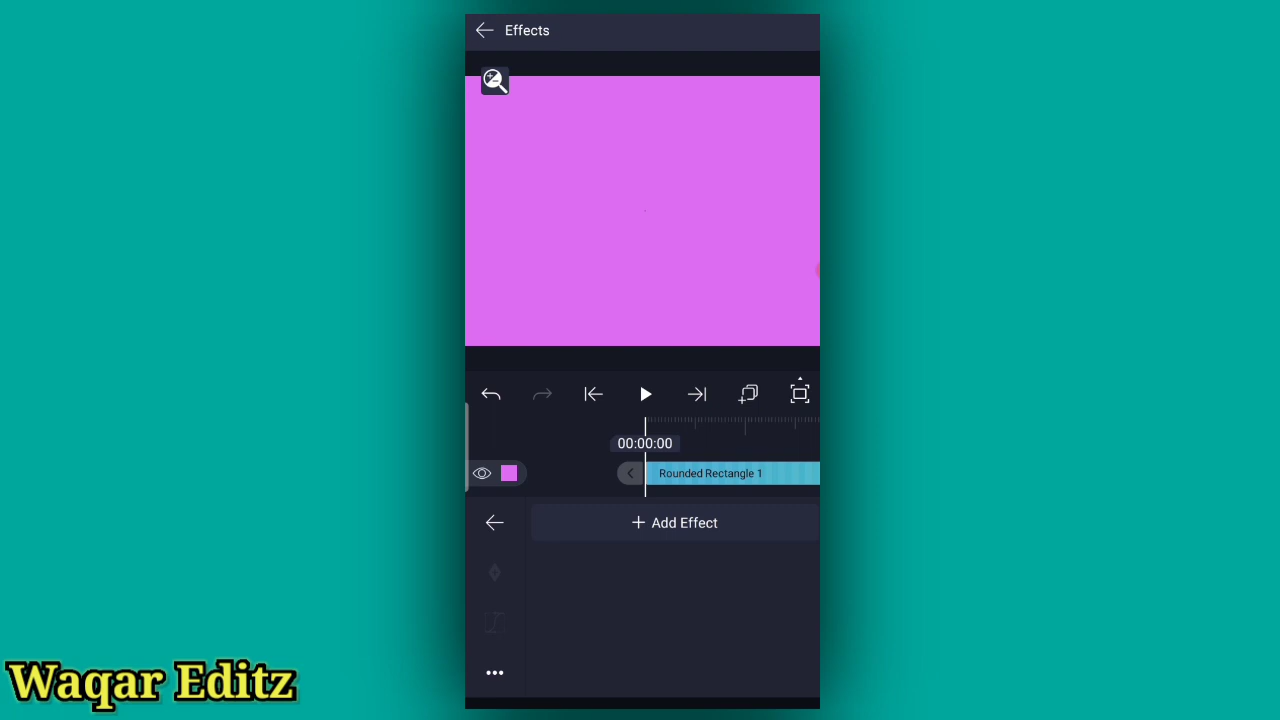 Effects
00:00:00
Rounded Rectangle 1
+ Add Effect
Waqar Editz